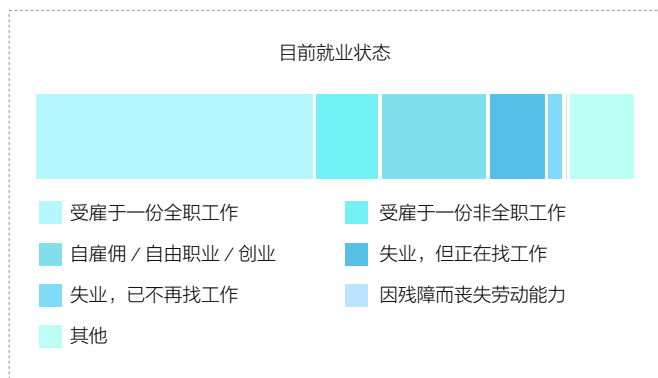 目前就业状态
受雇于一份全职工作
受雇于一份非全职工作
自雇佣 / 自由职业 / 创业
失业，但正在找工作
失业，已不再找工作
因残障而丧失劳动能力
其他